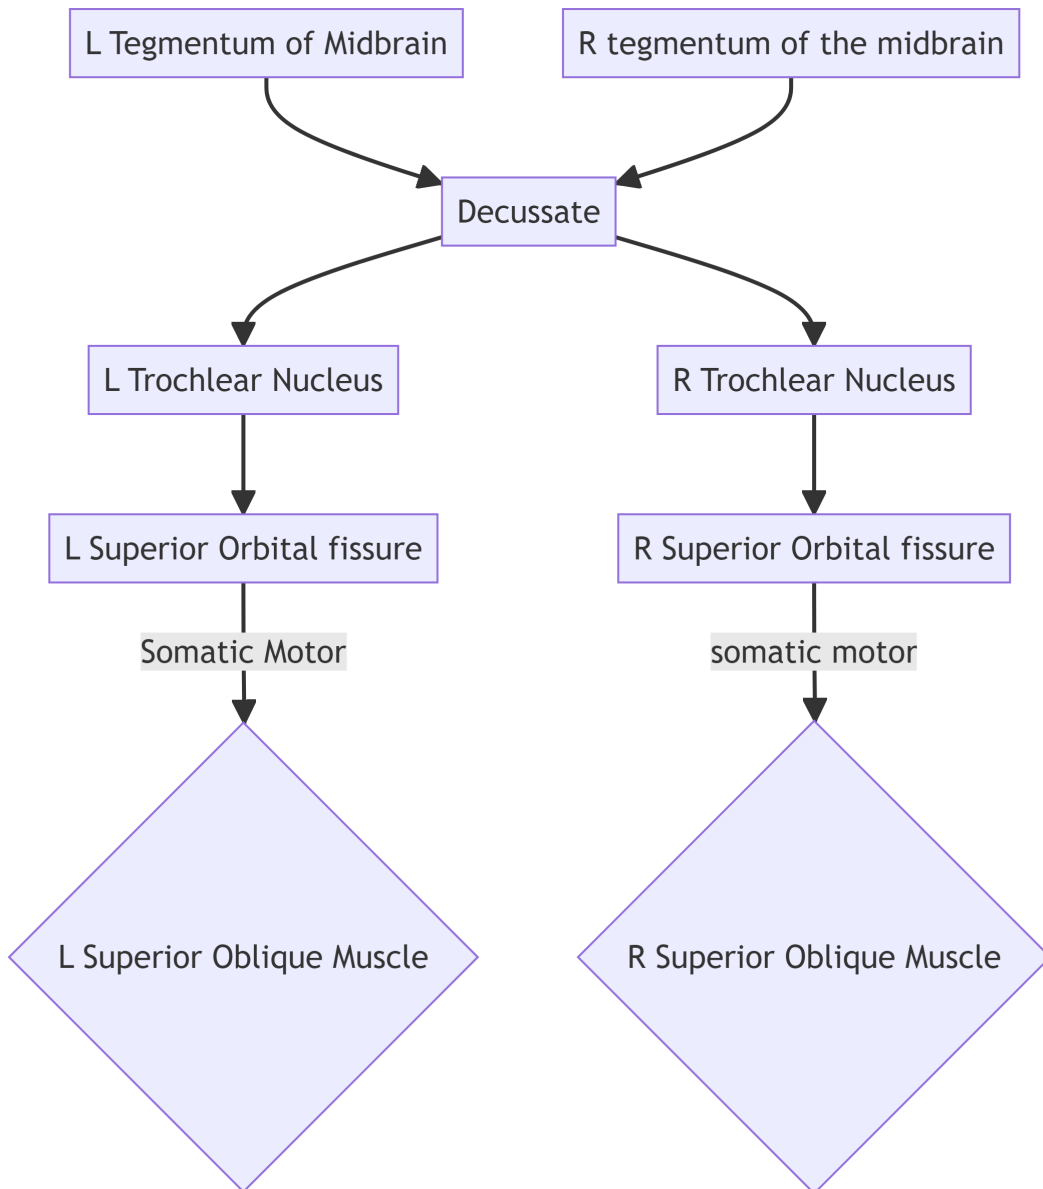 L Tegmentum of Midbrain
R tegmentum of the midbrain
Decussate
L Trochlear Nucleus
R Trochlear Nucleus
L Superior Orbital fissure
R Superior Orbital fissure
Somatic Motor
somatic motor
L Superior Oblique Muscle
R Superior Oblique Muscle